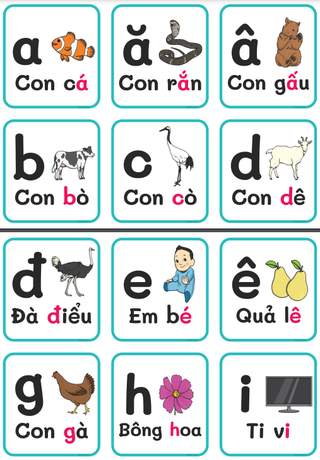 a
Con cá
ă
Con rắn
â
Con gấu
b
Con bò
c
Con cò
d
Con dê
đ
Đà điểu
e
Em bé
ê
Quả lê
g
Con gà
h
Bông hoa
i
Ti vi